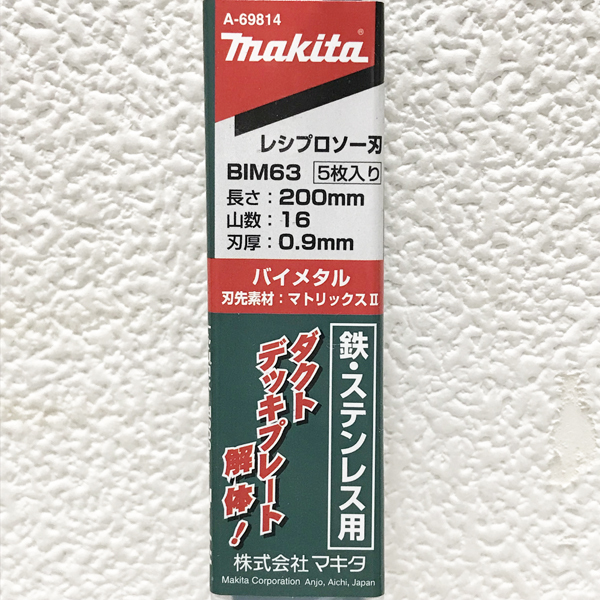 A-69814
makita
レシプロソー刃
BIM63 5枚入り
長さ:200mm
山数:16
刃厚:0.9mm
バイメタル
刃先素材:マトリックスⅡ
鉄・ステンレス用
ダクト
デッキプレート
解体!
株式会社マキタ
Makita Corporation Anjo, Aichi, Japan